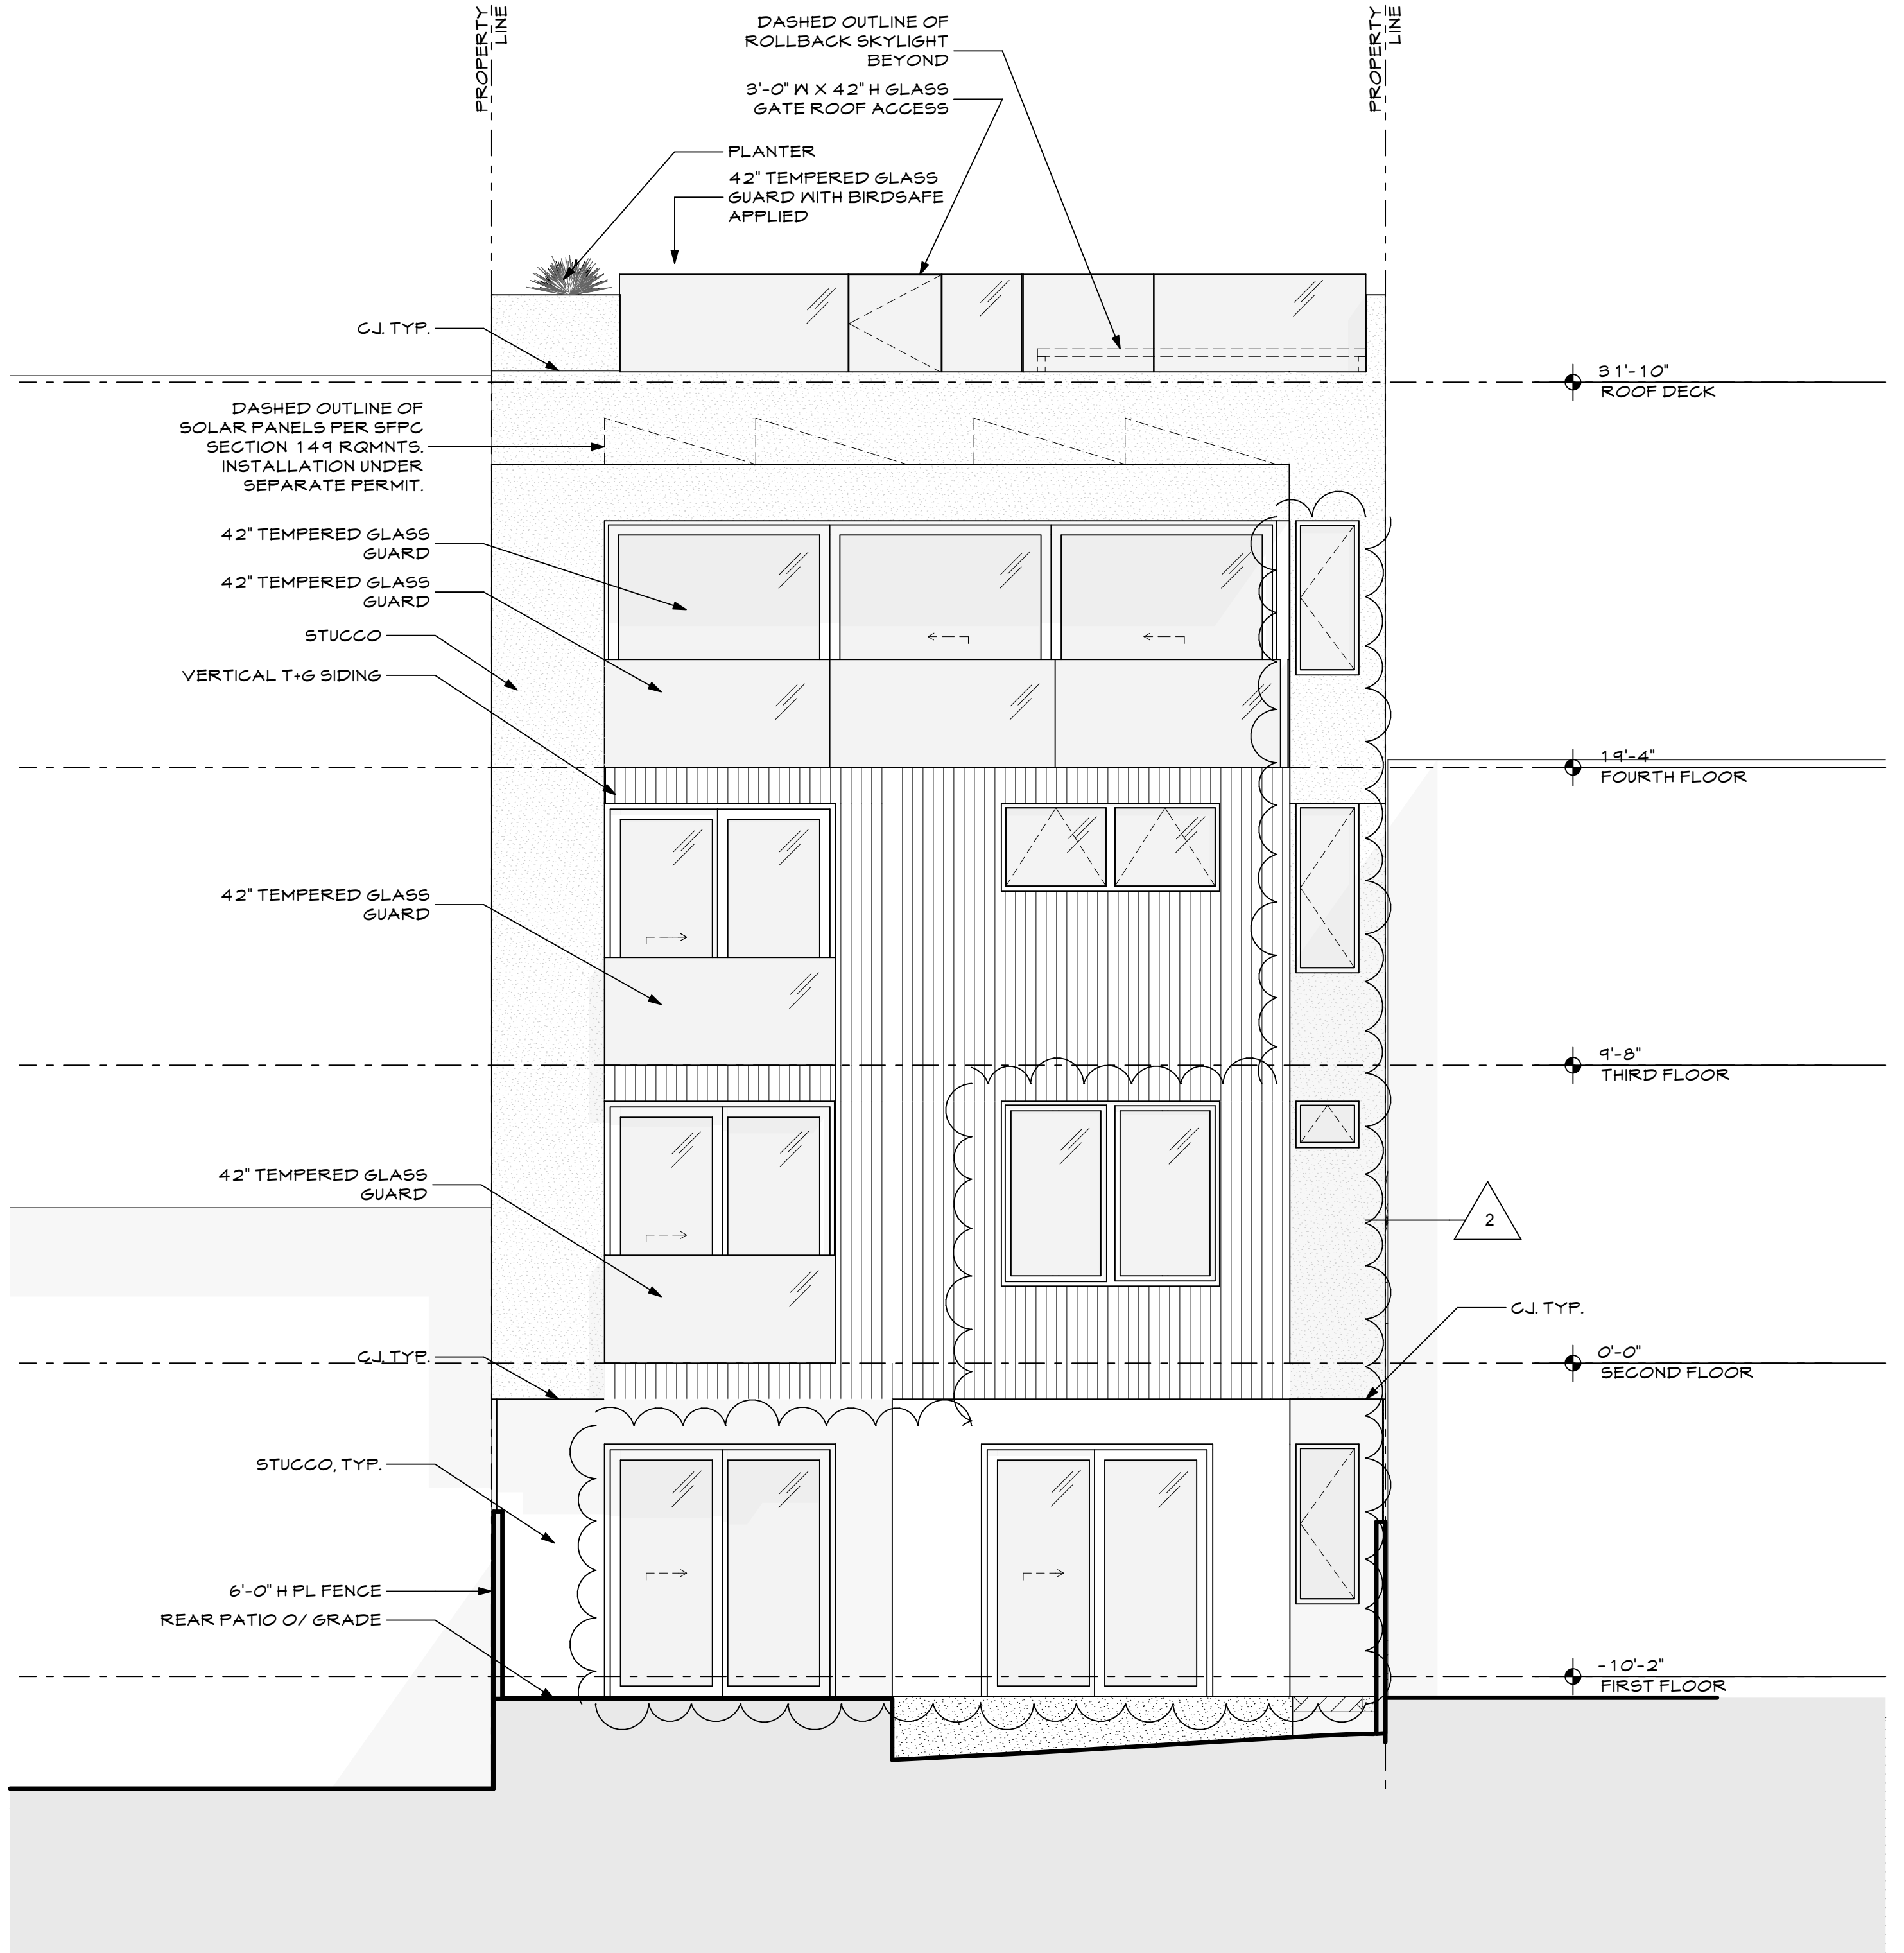 PROPERTY
LINE
DASHED OUTLINE OF
ROLLBACK SKYLIGHT
BEYOND
3'-0" W X 42" H GLASS
GATE ROOF ACCESS
PLANTER
42" TEMPERED GLASS
GUARD WITH BIRDSAFE
APPLIED
PROPERTY
LINE
C.J. TYP.
31'-10"
ROOF DECK
DASHED OUTLINE OF
SOLAR PANELS PER SFPC
SECTION 149 RQMNTS.
INSTALLATION UNDER
SEPARATE PERMIT.
42" TEMPERED GLASS
GUARD
42" TEMPERED GLASS
GUARD
STUCCO
VERTICAL T+G SIDING
19'-4"
FOURTH FLOOR
42" TEMPERED GLASS
GUARD
9'-8"
THIRD FLOOR
42" TEMPERED GLASS
GUARD
2
C.J. TYP.
C.J. TYP.
0'-0"
SECOND FLOOR
STUCCO, TYP.
6'-0" H PL FENCE
REAR PATIO O/ GRADE
-10'-2"
FIRST FLOOR